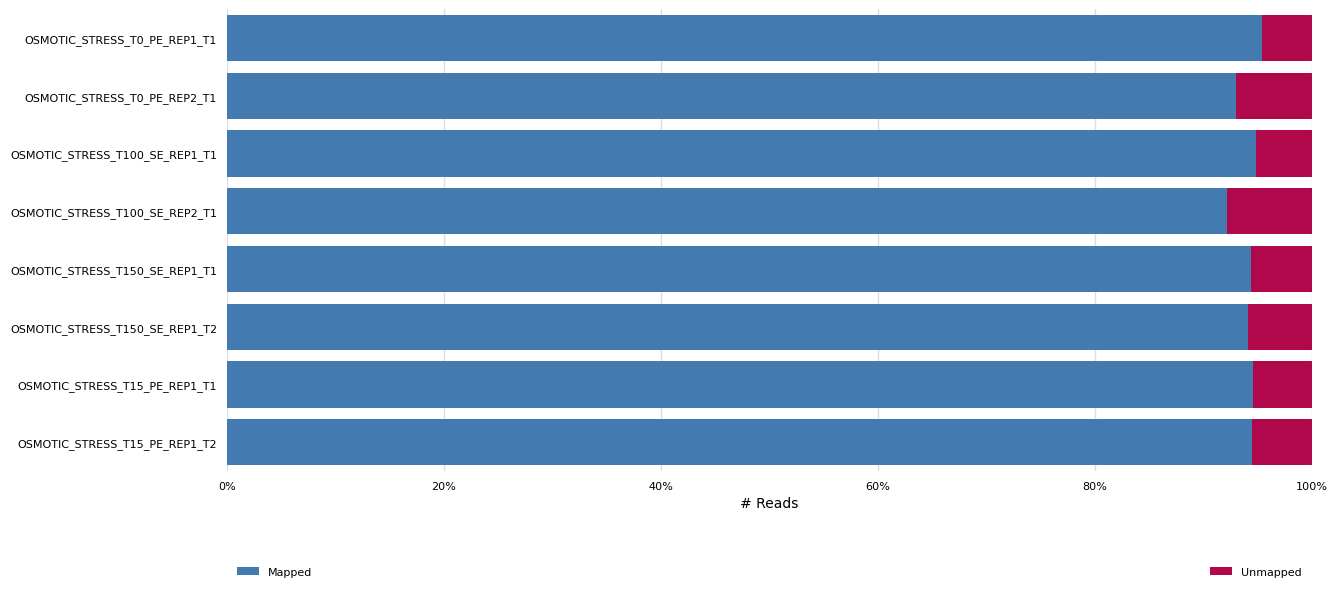 OSMOTIC_STRESS_T0_PE_REP1_T1
OSMOTIC_STRESS_T0_PE_REP2_T1
OSMOTIC_STRESS_T100_SE_REP1_T1
OSMOTIC_STRESS_T100_SE_REP2_T1
OSMOTIC_STRESS_T150_SE_REP1_T1
OSMOTIC_STRESS_T150_SE_REP1_T2
OSMOTIC_STRESS_T15_PE_REP1_T1
OSMOTIC_STRESS_T15_PE_REP1_T2
0% 20% 40% 60% 80% 100%
# Reads
Mapped Unmapped